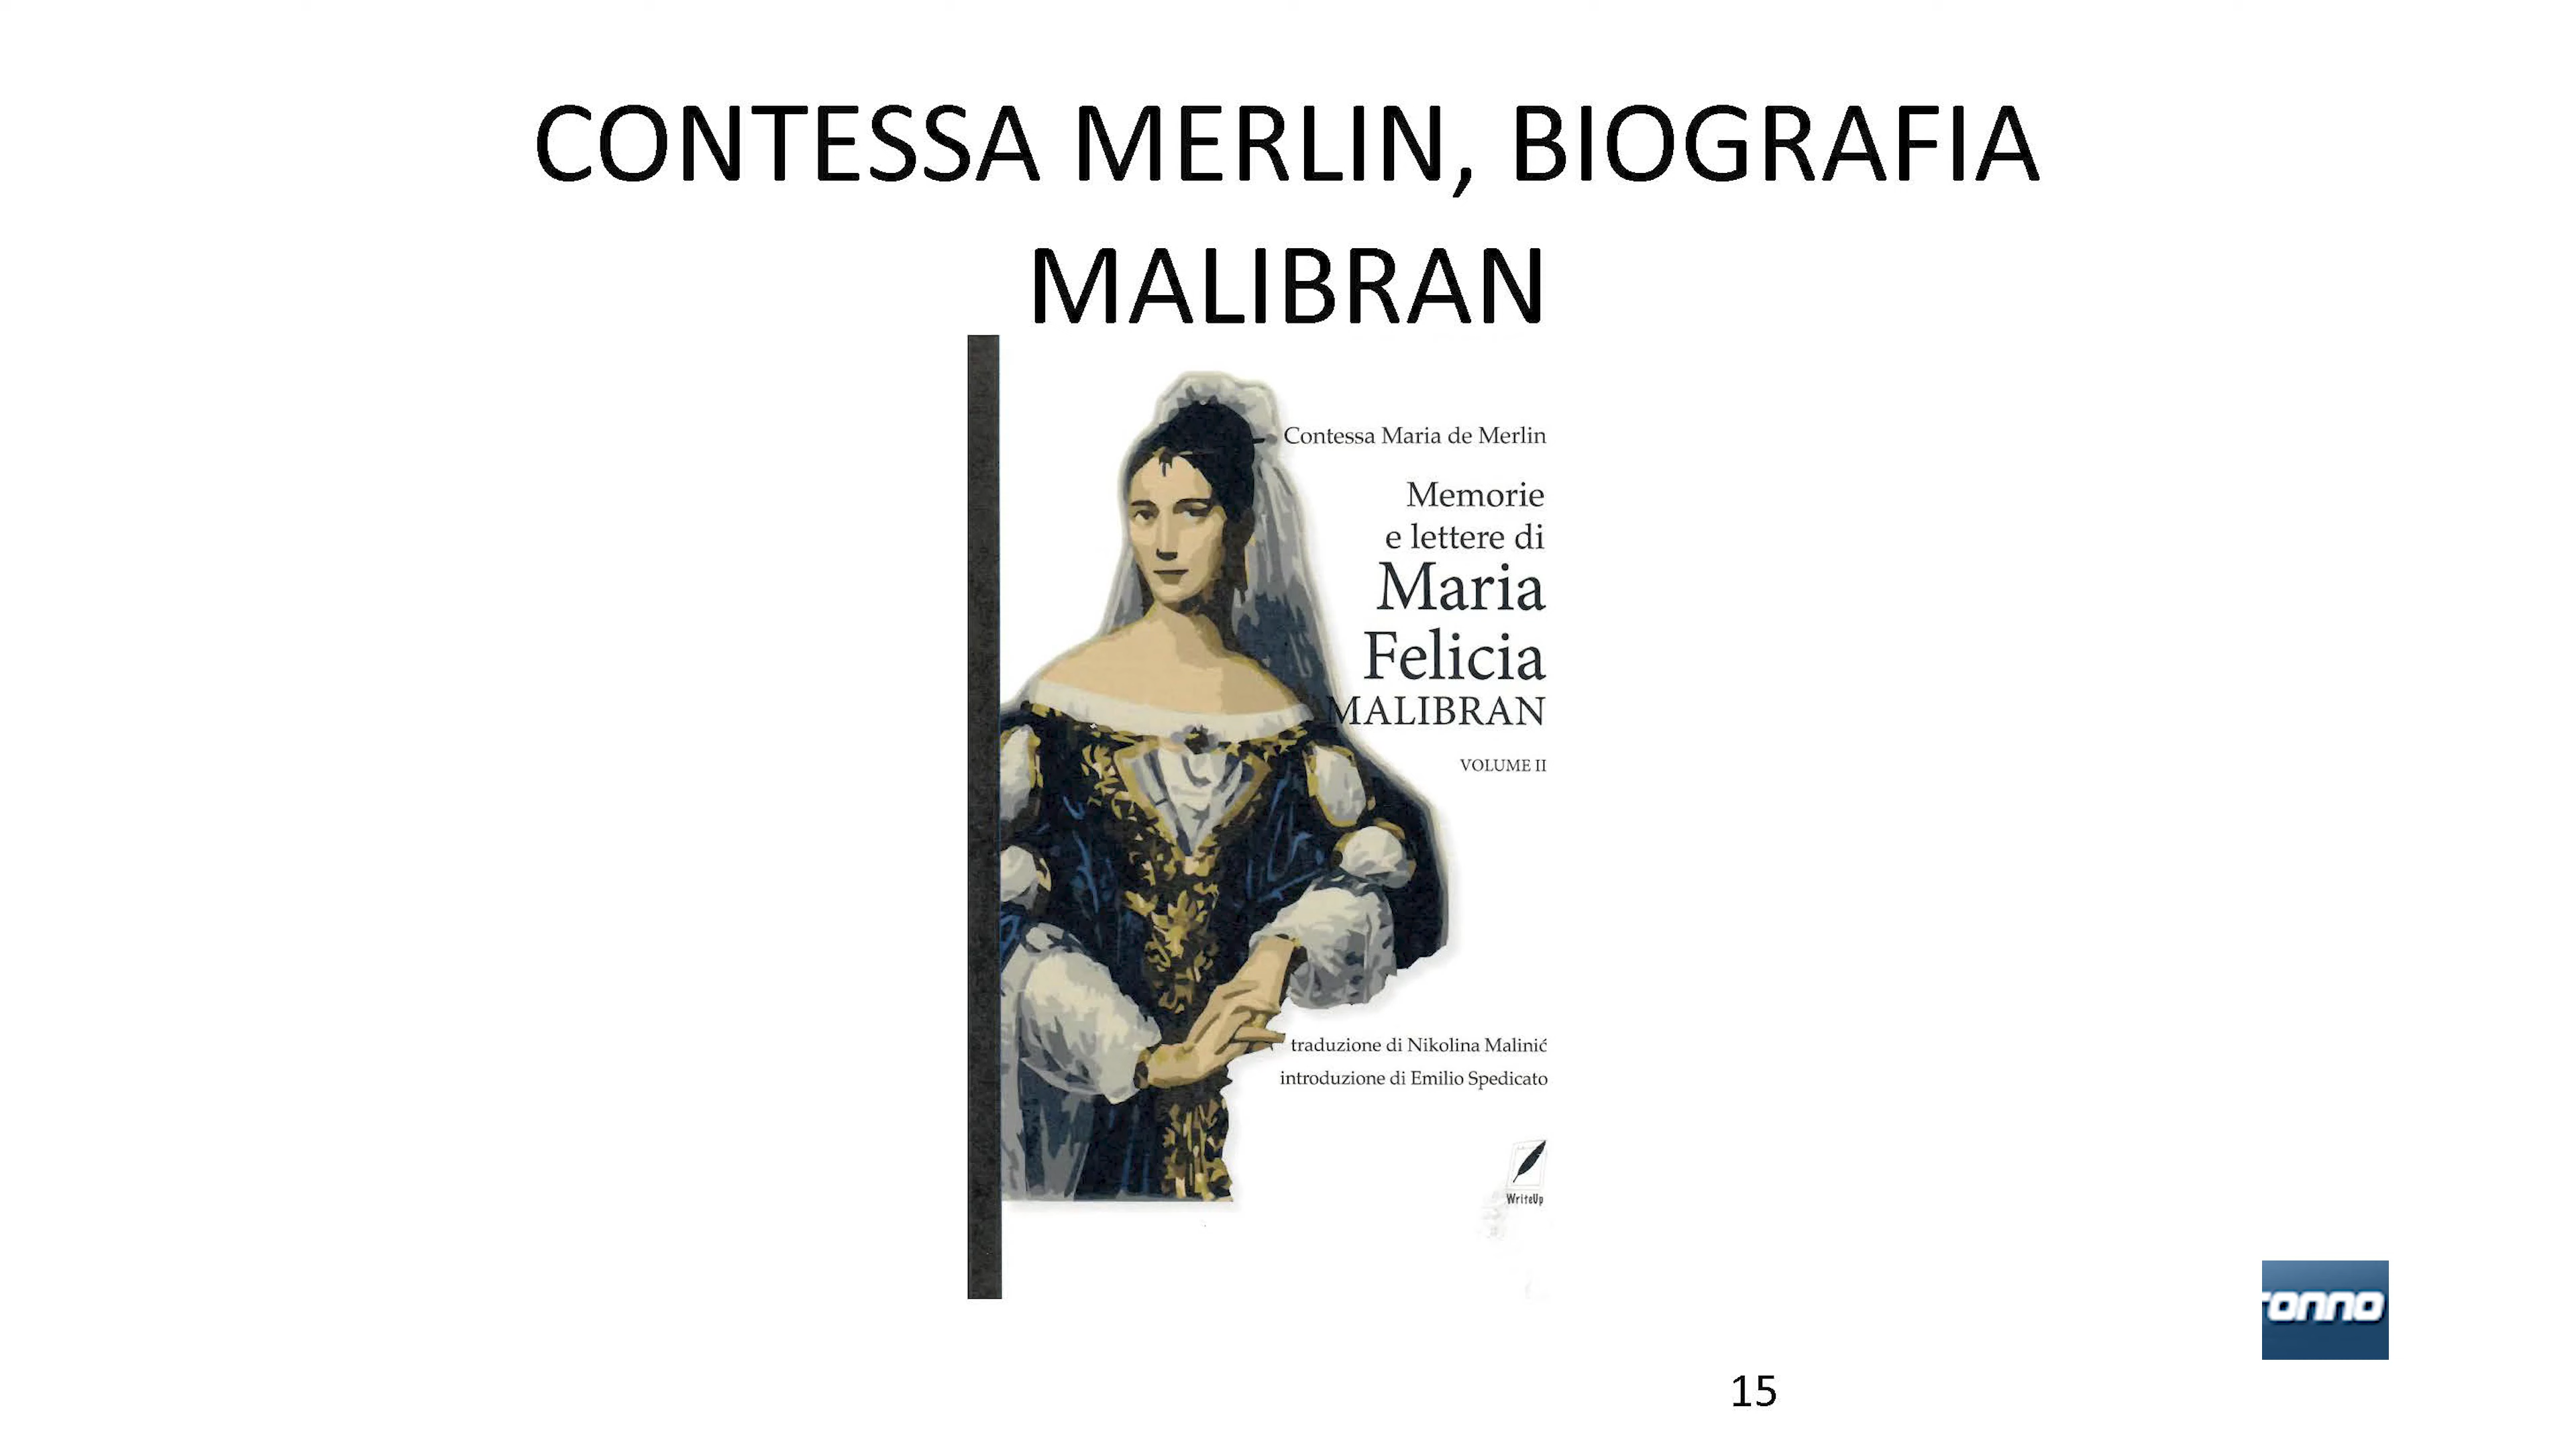 CONTESSA MERLIN, BIOGRAFIA
MALIBRAN
Contessa Maria de Merlin
Memorie
e lettere di
Maria
Felicia
MALIBRAN
VOLUME II
traduzione di Nikolina Malinić
introduzione di Emilio Spedicato
WriteUp
onno
15